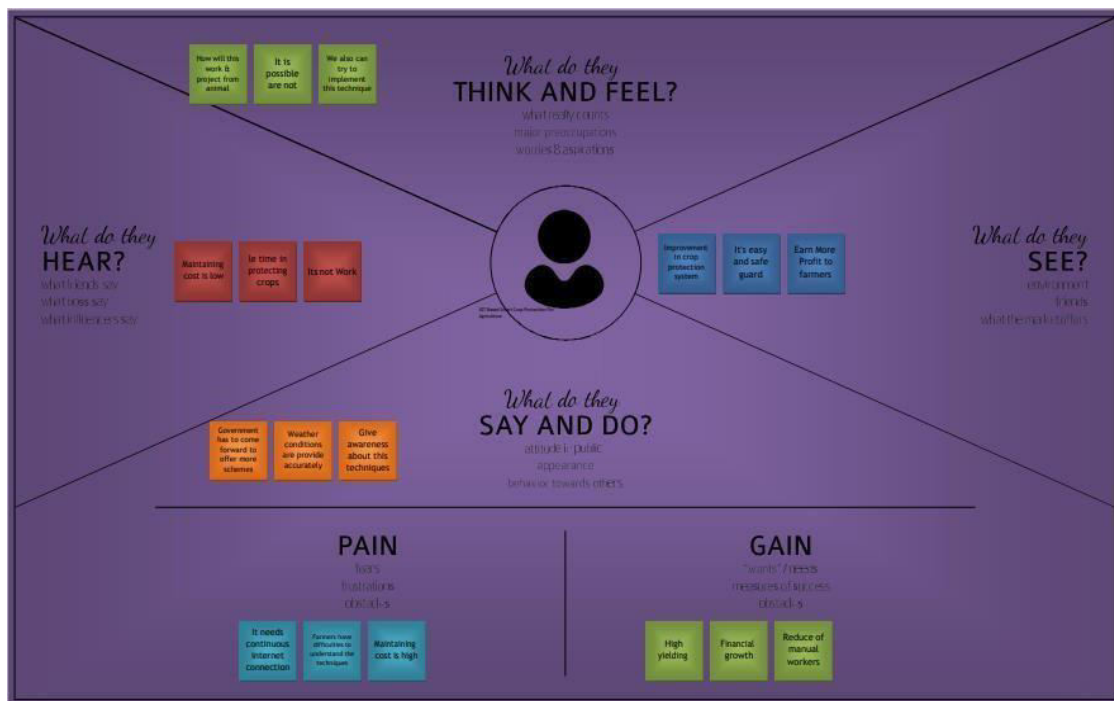 How will this
work &
project from
animal
It is
possible
are not
We also can
try to
implement
this technique
What do they
THINK AND FEEL?
what really counts
major preoccupations
worries & aspirations
What do they
HEAR?
what friends say
what boss say
what influencers say
Maintaining
cost is low
le time in
protecting
crops
Its not Work
Improvement
in crop
protection
system
It's easy
and safe
guard
Earn More
Profit to
farmers
What do they
SEE?
environment
friends
what the market offers
Agriculture
What do they
SAY AND DO?
attitude in public
appearance
behavior towards others
Government
has to come
forward to
offer more
schemes
Weather
conditions
are provide
accurately
Give
awareness
about this
techniques
PAIN
fears
frustrations
obstacles
It needs
continuous
internet
connection
Farmers have
difficulties to
understand the
techniques
Maintaining
cost is high
GAIN
"wants" / needs
measures of success
obstacles
High
yielding
Financial
growth
Reduce of
manual
workers